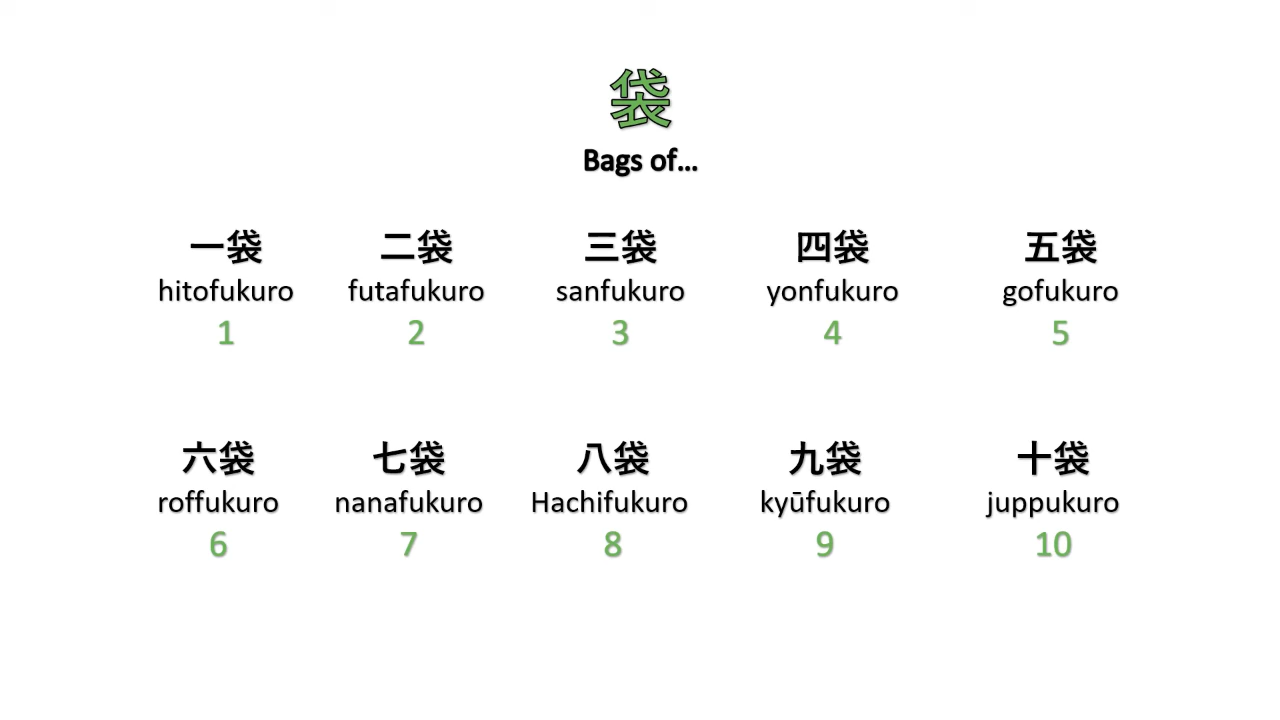 袋
Bags of...
一袋 二袋 三袋 四袋 五袋
hitofukuro futafukuro sanfukuro yonfukuro gofukuro
1 2 3 4 5
六袋 七袋 八袋 九袋 十袋
roffukuro nanafukuro Hachifukuro kyūfukuro juppukuro
6 7 8 9 10